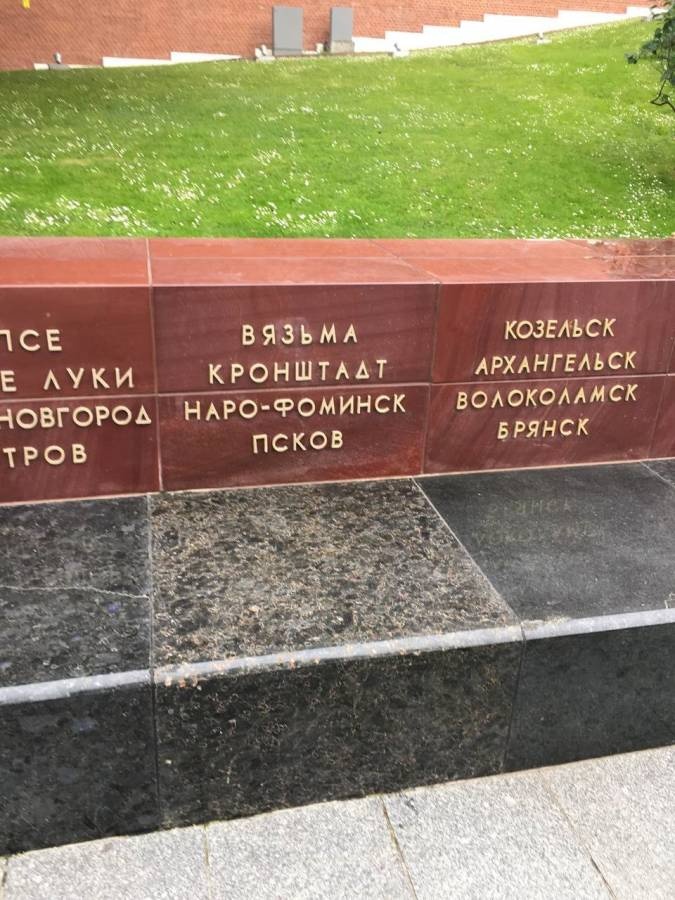 ПСЕ
Е ЛУКИ
НОВГОРОД
ТРОВ
ВЯЗЬМА
КРОНШТАДТ
НАРО-ФОМИНСК
ПСКОВ
КОЗЕЛЬСК
АРХАНГЕЛЬСК
ВОЛОКОЛАМСК
БРЯНСК